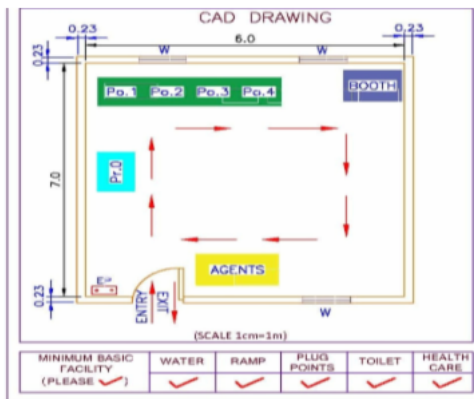 CAD DRAWING
0.23 6.0 0.23
0.23 W W
Po.1 Po.2 Po.3 Po.4 BOOTH
7.0
Pr.O
AGENTS
EP
0.23 ENTRY EXIT W
(SCALE 1cm=1m)
MINIMUM BASIC FACILITY (PLEASE ✓) WATER RAMP PLUG POINTS TOILET HEALTH CARE
✓ ✓ ✓ ✓ ✓